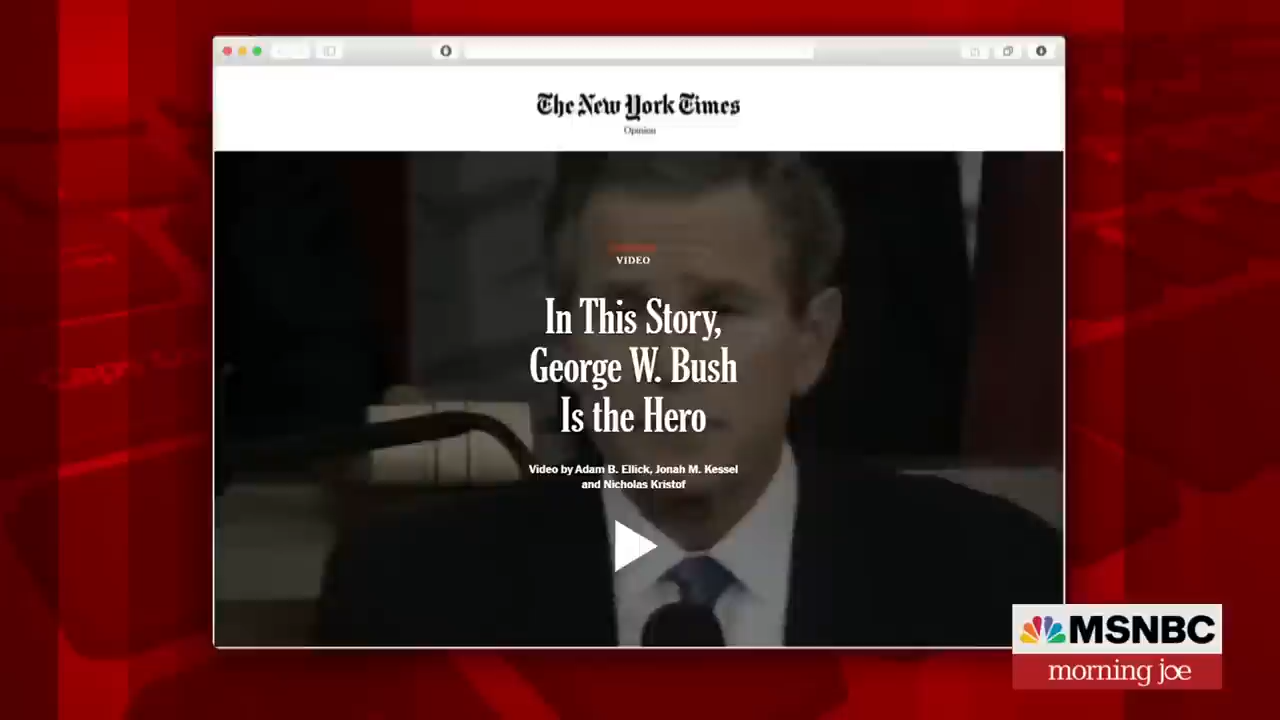 The New York Times
Opinion
VIDEO
In This Story,
George W. Bush
Is the Hero
Video by Adam B. Ellick, Jonah M. Kessel
and Nicholas Kristof
MSNBC
morning joe